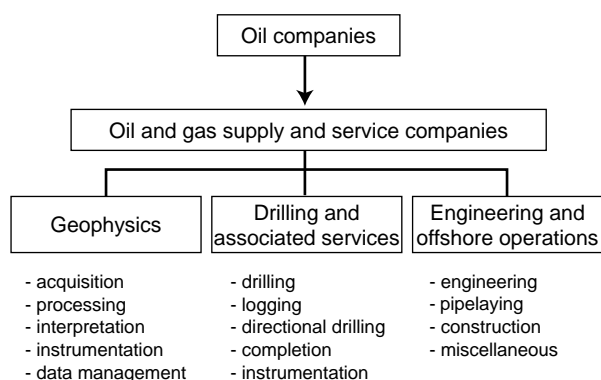 Oil companies
Oil and gas supply and service companies
Geophysics
Drilling and
associated services
Engineering and
offshore operations
- acquisition
- processing
- interpretation
- instrumentation
- data management
- drilling
- logging
- directional drilling
- completion
- instrumentation
- engineering
- pipelaying
- construction
- miscellaneous